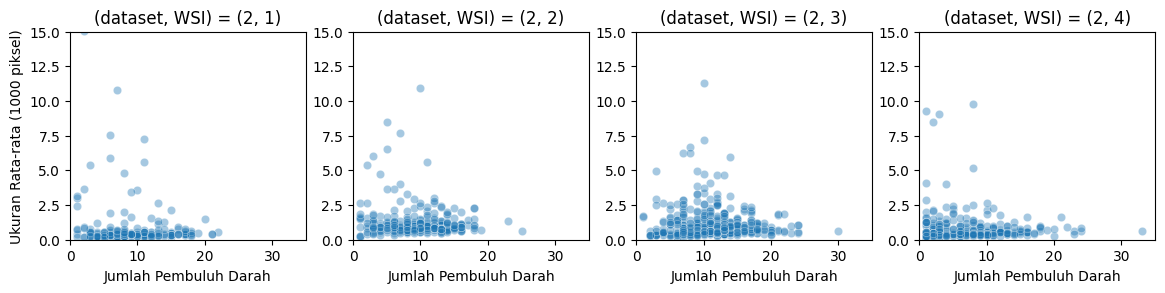 (dataset, WSI) = (2, 1)
(dataset, WSI) = (2, 2)
(dataset, WSI) = (2, 3)
(dataset, WSI) = (2, 4)
Ukuran Rata-rata (1000 piksel)
15.0
12.5
10.0
7.5
5.0
2.5
0.0
0 10 20 30
Jumlah Pembuluh Darah
15.0
12.5
10.0
7.5
5.0
2.5
0.0
0 10 20 30
Jumlah Pembuluh Darah
15.0
12.5
10.0
7.5
5.0
2.5
0.0
0 10 20 30
Jumlah Pembuluh Darah
15.0
12.5
10.0
7.5
5.0
2.5
0.0
0 10 20 30
Jumlah Pembuluh Darah